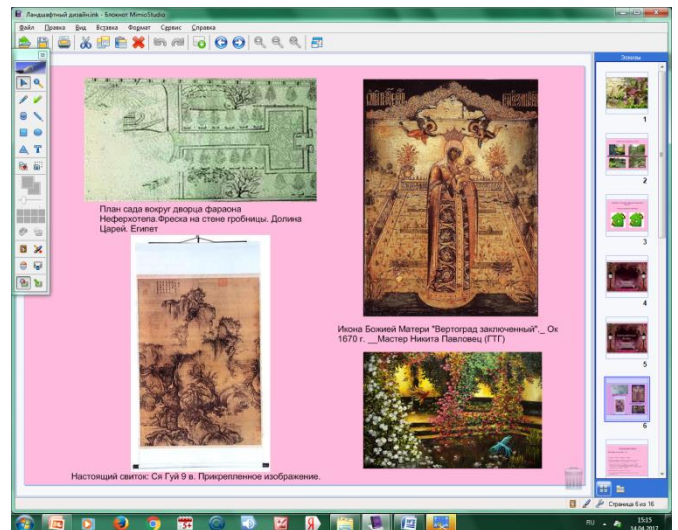 Ландшафтный дизайн.ink - Блокнот MimioStudio
Файл Правка Вид Вставка Формат Сервис Справка
План сада вокруг дворца фараона
Неферхотепа.Фреска на стене гробницы. Долина
Царей. Египет
Икона Божией Матери "Вертоград заключенный"._ Ок
1670 г. __Мастер Никита Павловец (ГТГ)
Настоящий свиток: Ся Гуй 9 в. Прикрепленное изображение.
Эскизы
1
2
3
4
5
6
Страница 6 из 16
RU
15:15
14.04.2017